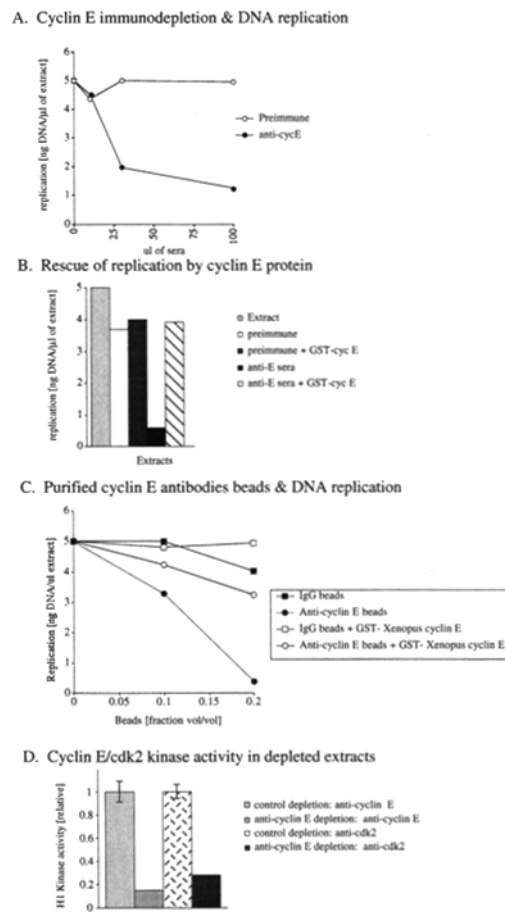 A. Cyclin E immunodepletion & DNA replication
replication [ng DNA/µl of extract]
6
5
4
3
2
1
0
0
25
50
75
100
ul of sera
Preimmune
anti-cycE
B. Rescue of replication by cyclin E protein
replication [ng DNA/µl of extract]
5
4
3
2
1
0
Extracts
Extract
preimmune
preimmune + GST-cyc E
anti-E sera
anti-E sera + GST-cyc E
C. Purified cyclin E antibodies beads & DNA replication
Replication [ng DNA/ul extract]
6
5
4
3
2
1
0
0
0.05
0.1
0.15
0.2
Beads [fraction vol/vol]
IgG beads
Anti-cyclin E beads
IgG beads + GST- Xenopus cyclin E
Anti-cyclin E beads + GST- Xenopus cyclin E
D. Cyclin E/cdk2 kinase activity in depleted extracts
H1 Kinase activity [relative]
1
0.8
0.6
0.4
0.2
0
control depletion: anti-cyclin E
anti-cyclin E depletion: anti-cyclin E
control depletion: anti-cdk2
anti-cyclin E depletion: anti-cdk2